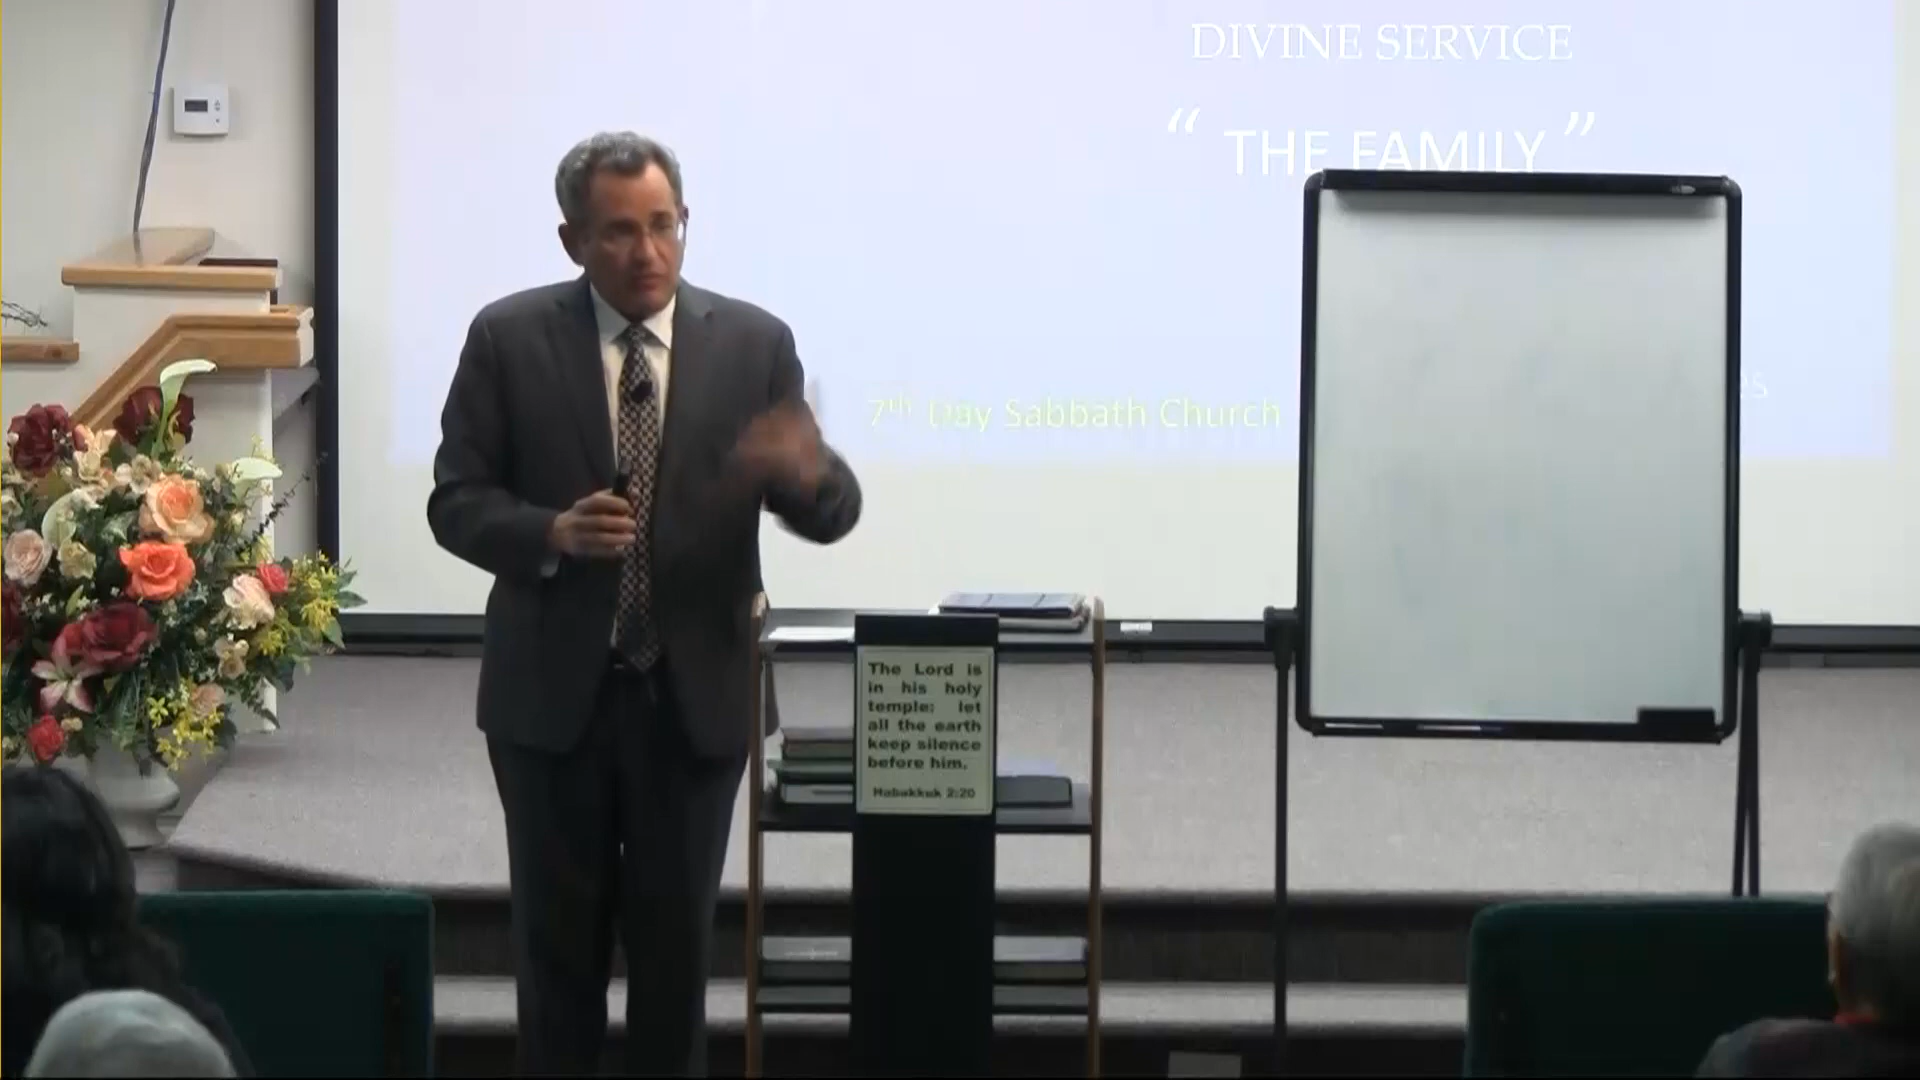 DIVINE SERVICE
“ THE FAMILY ”
7th Day Sabbath Church
The Lord is
in his holy
temple: let
all the earth
keep silence
before him.
Habakkuk 2:20